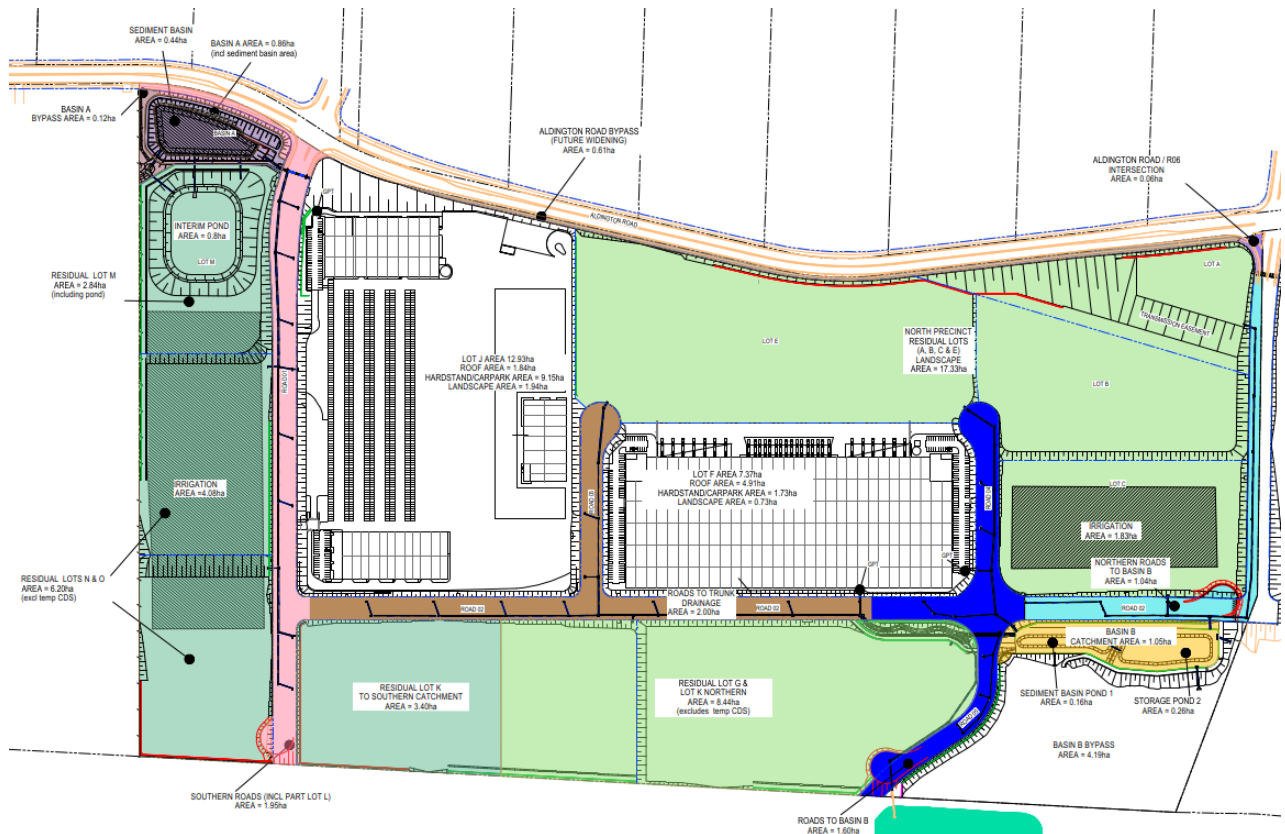 SEDIMENT BASIN
AREA = 0.44ha
BASIN A AREA = 0.86ha
(incl sediment basin area)
BASIN A
BYPASS AREA = 0.12ha
BASIN A
ALDINGTON ROAD BYPASS
(FUTURE WIDENING)
AREA = 0.61ha
ALDINGTON ROAD / R06
INTERSECTION
AREA = 0.06ha
GPT
ALDINGTON ROAD
INTERIM POND
AREA = 0.8ha
LOT M
LOT A
RESIDUAL LOT M
AREA = 2.84ha
(including pond)
TRANSMISSION EASEMENT
LOT E
NORTH PRECINCT
RESIDUAL LOTS
(A, B, C & E)
LANDSCAPE
AREA = 17.33ha
LOT J AREA 12.93ha
ROOF AREA = 1.84ha
HARDSTAND/CARPARK AREA = 9.15ha
LANDSCAPE AREA = 1.94ha
ROAD01
LOT B
LOT F AREA 7.37ha
ROOF AREA = 4.91ha
HARDSTAND/CARPARK AREA = 1.73ha
LANDSCAPE AREA = 0.73ha
LOT C
IRRIGATION
AREA =4.08ha
ROAD 04
IRRIGATION
AREA = 1.83ha
GPT
GPT
RESIDUAL LOTS N & O
AREA = 6.20ha
(excl temp CDS)
NORTHERN ROADS
TO BASIN B
AREA = 1.04ha
ROADS TO TRUNK
DRAINAGE
AREA = 2.00ha
ROAD 02
ROAD 02
ROAD 02
BASIN B
CATCHMENT AREA = 1.05ha
RESIDUAL LOT K
TO SOUTHERN CATCHMENT
AREA = 3.40ha
RESIDUAL LOT G &
LOT K NORTHERN
AREA = 8.44ha
(excludes temp CDS)
SEDIMENT BASIN POND 1
AREA = 0.16ha
STORAGE POND 2
AREA = 0.26ha
BASIN B BYPASS
AREA = 4.19ha
SOUTHERN ROADS (INCL PART LOT L)
AREA = 1.95ha
ROADS TO BASIN B
AREA = 1.60ha